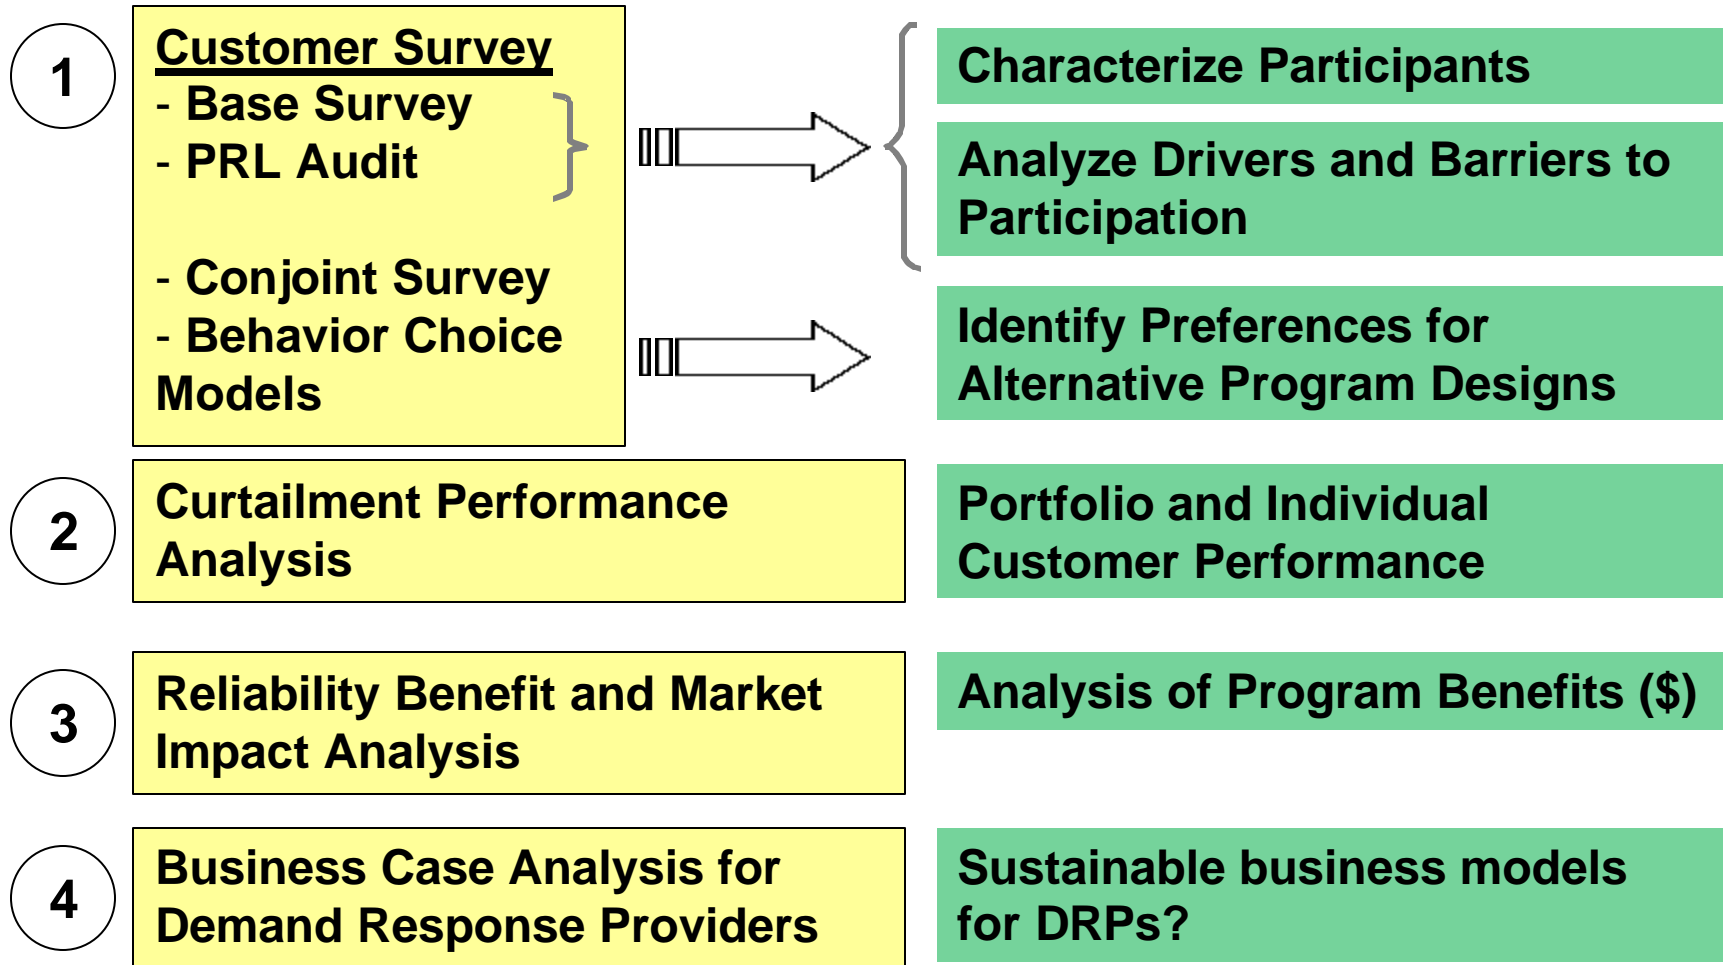 1
Customer Survey
- Base Survey
- PRL Audit
- Conjoint Survey
- Behavior Choice
Models
Characterize Participants
Analyze Drivers and Barriers to
Participation
Identify Preferences for
Alternative Program Designs
2
Curtailment Performance
Analysis
Portfolio and Individual
Customer Performance
3
Reliability Benefit and Market
Impact Analysis
Analysis of Program Benefits ($)
4
Business Case Analysis for
Demand Response Providers
Sustainable business models
for DRPs?